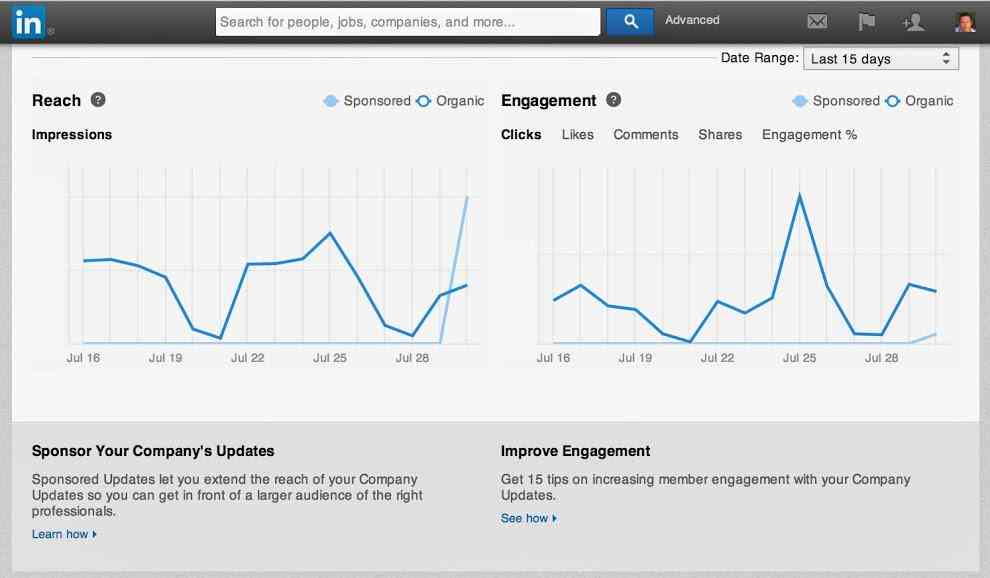 in®
Search for people, jobs, companies, and more...
Advanced
Date Range: Last 15 days
Reach ?
Sponsored Organic
Impressions
Jul 16 Jul 19 Jul 22 Jul 25 Jul 28
Engagement ?
Sponsored Organic
Clicks Likes Comments Shares Engagement %
Jul 16 Jul 19 Jul 22 Jul 25 Jul 28
Sponsor Your Company's Updates
Sponsored Updates let you extend the reach of your Company
Updates so you can get in front of a larger audience of the right
professionals.
Learn how
Improve Engagement
Get 15 tips on increasing member engagement with your Company
Updates.
See how